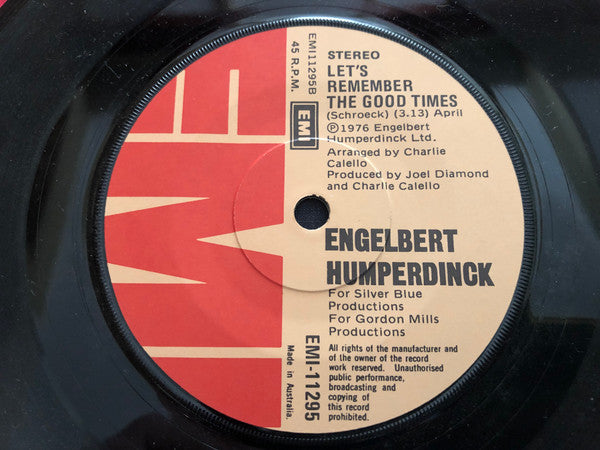 STEREO
LET'S
REMEMBER
THE GOOD TIMES
(Schroeck) (3.13) April
Ⓟ1976 Engelbert
Humperdinck Ltd.
Arranged by Charlie
Calello
Produced by Joel Diamond
and Charlie Calello
ENGELBERT
HUMPERDINCK
For Silver Blue
Productions
For Gordon Mills
Productions
All rights of the manufacturer and
of the owner of the record
work reserved. Unauthorised
public performance,
broadcasting and
copying of
this record
prohibited.
EMI11295B
45 R.P.M.
EMI
EMI-11295
Made in Australia.
EMI